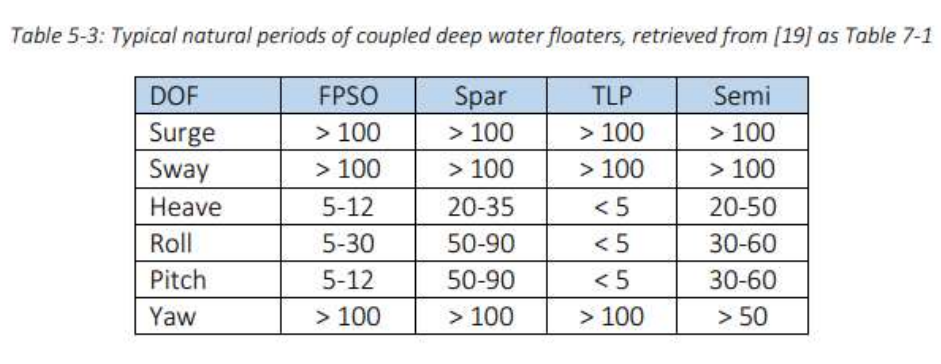 Table 5-3: Typical natural periods of coupled deep water floaters, retrieved from [19] as Table 7-1
DOF FPSO Spar TLP Semi
Surge > 100 > 100 > 100 > 100
Sway > 100 > 100 > 100 > 100
Heave 5-12 20-35 < 5 20-50
Roll 5-30 50-90 < 5 30-60
Pitch 5-12 50-90 < 5 30-60
Yaw > 100 > 100 > 100 > 50